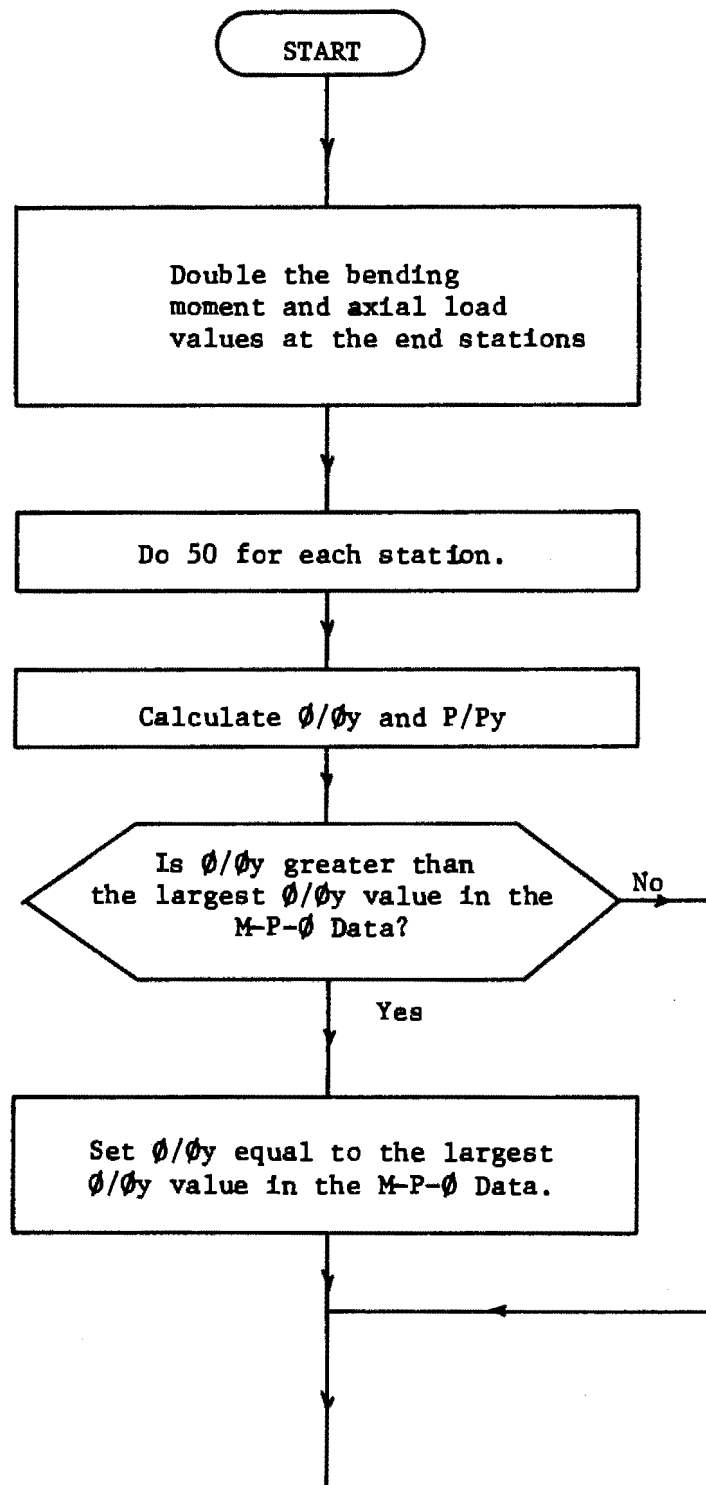 START
Double the bending
moment and axial load
values at the end stations
Do 50 for each station.
Calculate Ø/Øy and P/Py
Is Ø/Øy greater than
the largest Ø/Øy value in the
M-P-Ø Data?
No
Yes
Set Ø/Øy equal to the largest
Ø/Øy value in the M-P-Ø Data.